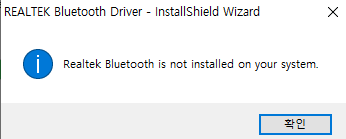 REALTEK Bluetooth Driver - InstallShield Wizard
Realtek Bluetooth is not installed on your system.
확인